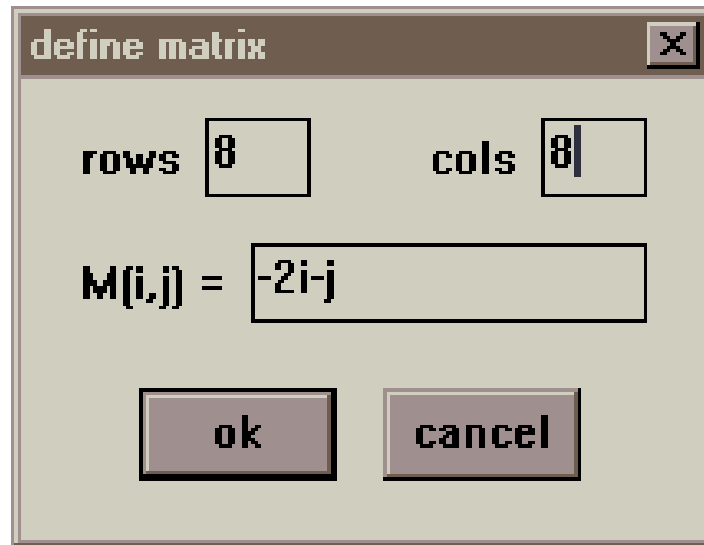 define matrix
rows 8 cols 8
M(i,j) = -2i-j
ok cancel